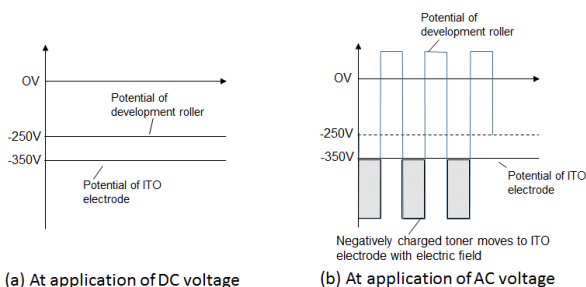 OV
Potential of
development roller
-250V
-350V
Potential of ITO
electrode
(a) At application of DC voltage
Potential of
development roller
OV
-250V
-350V
Potential of ITO
electrode
Negatively charged toner moves to ITO
electrode with electric field
(b) At application of AC voltage